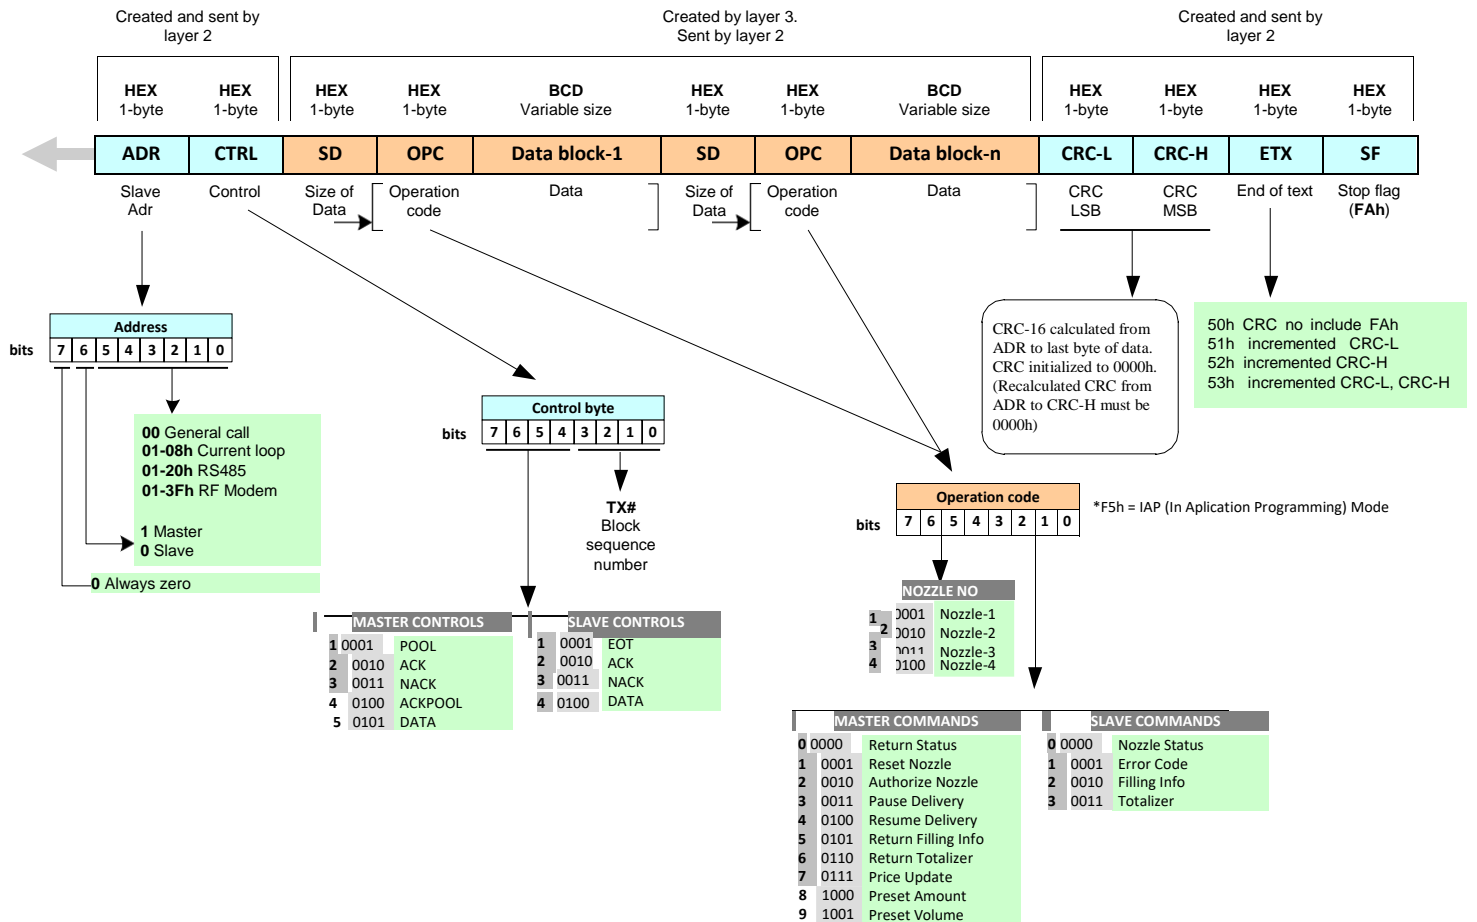 Created and sent by
layer 2
Created by layer 3.
Sent by layer 2
Created and sent by
layer 2
HEX HEX HEX HEX BCD HEX HEX BCD HEX HEX HEX HEX
1-byte 1-byte 1-byte 1-byte Variable size 1-byte 1-byte Variable size 1-byte 1-byte 1-byte 1-byte
ADR CTRL SD OPC Data block-1 SD OPC Data block-n CRC-L CRC-H ETX SF
Slave
Adr
Control
Size of
Data
Operation
code
Data
Size of
Data
Operation
code
Data
CRC
LSB
CRC
MSB
End of text
Stop flag
(FAh)
Address
bits 7 6 5 4 3 2 1 0
00 General call
01-08h Current loop
01-20h RS485
01-3Fh RF Modem
1 Master
0 Slave
0 Always zero
Control byte
bits 7 6 5 4 3 2 1 0
TX#
Block
sequence
number
CRC-16 calculated from
ADR to last byte of data.
CRC initialized to 0000h.
(Recalculated CRC from
ADR to CRC-H must be
0000h)
50h CRC no include FAh
51h incremented CRC-L
52h incremented CRC-H
53h incremented CRC-L, CRC-H
Operation code
bits 7 6 5 4 3 2 1 0
*F5h = IAP (In Aplication Programming) Mode
NOZZLE NO
1 0001 Nozzle-1
2 0010 Nozzle-2
3 0011 Nozzle-3
4 0100 Nozzle-4
MASTER CONTROLS
1 0001 POOL
2 0010 ACK
3 0011 NACK
4 0100 ACKPOOL
5 0101 DATA
SLAVE CONTROLS
1 0001 EOT
2 0010 ACK
3 0011 NACK
4 0100 DATA
MASTER COMMANDS
0 0000 Return Status
1 0001 Reset Nozzle
2 0010 Authorize Nozzle
3 0011 Pause Delivery
4 0100 Resume Delivery
5 0101 Return Filling Info
6 0110 Return Totalizer
7 0111 Price Update
8 1000 Preset Amount
9 1001 Preset Volume
SLAVE COMMANDS
0 0000 Nozzle Status
1 0001 Error Code
2 0010 Filling Info
3 0011 Totalizer